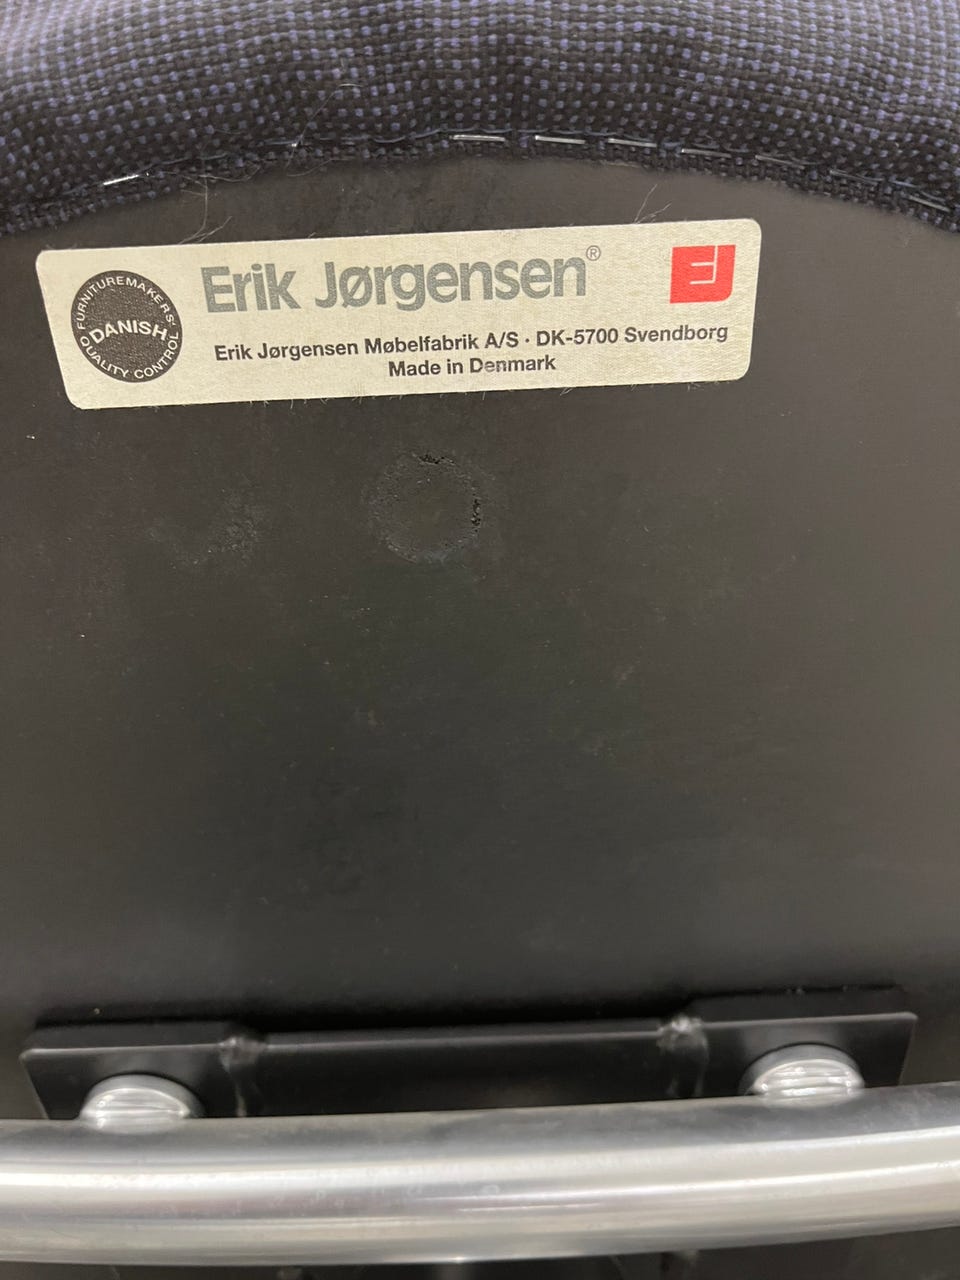 FURNITUREMAKERS'
DANISH
QUALITY CONTROL
Erik Jørgensen®
EJ
Erik Jørgensen Møbelfabrik A/S · DK-5700 Svendborg
Made in Denmark